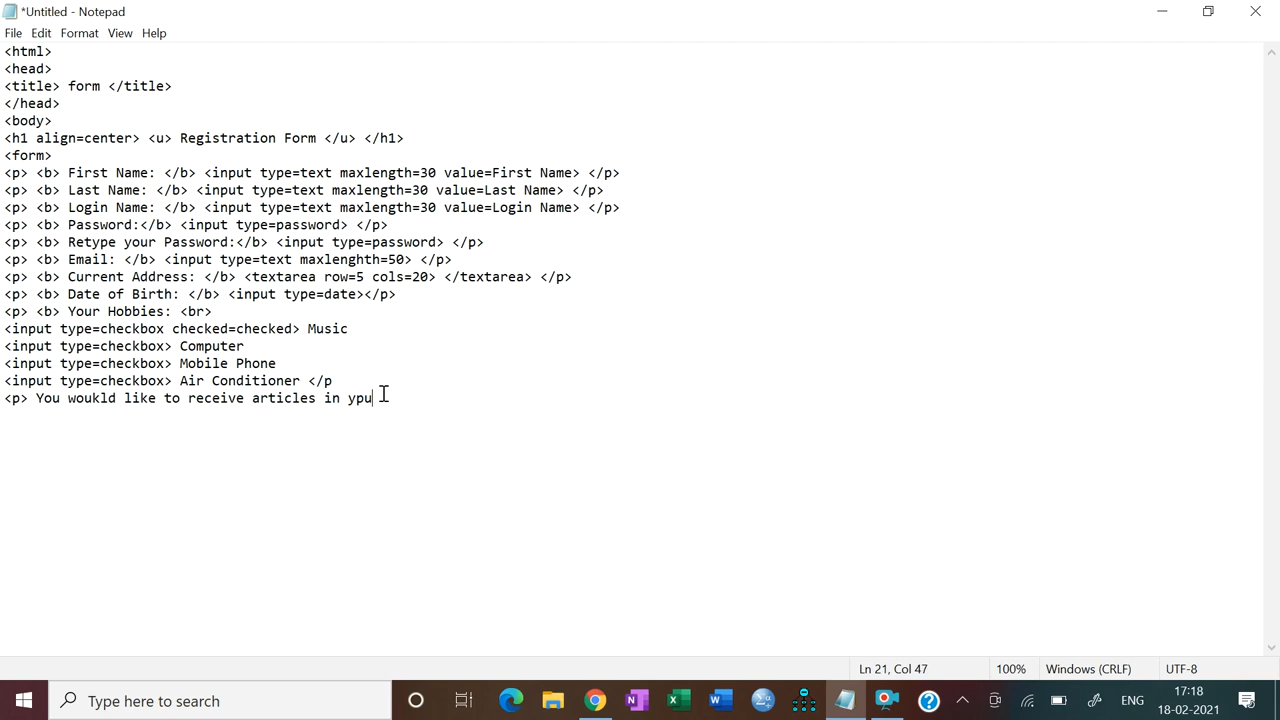 *Untitled - Notepad
File Edit Format View Help
<html>
<head>
<title> form </title>
</head>
<body>
<h1 align=center> <u> Registration Form </u> </h1>
<form>
<p> <b> First Name: </b> <input type=text maxlength=30 value=First Name> </p>
<p> <b> Last Name: </b> <input type=text maxlength=30 value=Last Name> </p>
<p> <b> Login Name: </b> <input type=text maxlength=30 value=Login Name> </p>
<p> <b> Password:</b> <input type=password> </p>
<p> <b> Retype your Password:</b> <input type=password> </p>
<p> <b> Email: </b> <input type=text maxlenghth=50> </p>
<p> <b> Current Address: </b> <textarea row=5 cols=20> </textarea> </p>
<p> <b> Date of Birth: </b> <input type=date></p>
<p> <b> Your Hobbies: <br>
<input type=checkbox checked=checked> Music
<input type=checkbox> Computer
<input type=checkbox> Mobile Phone
<input type=checkbox> Air Conditioner </p
<p> You woukld like to receive articles in ypu
Ln 21, Col 47 100% Windows (CRLF) UTF-8
Type here to search
ENG
17:18
18-02-2021